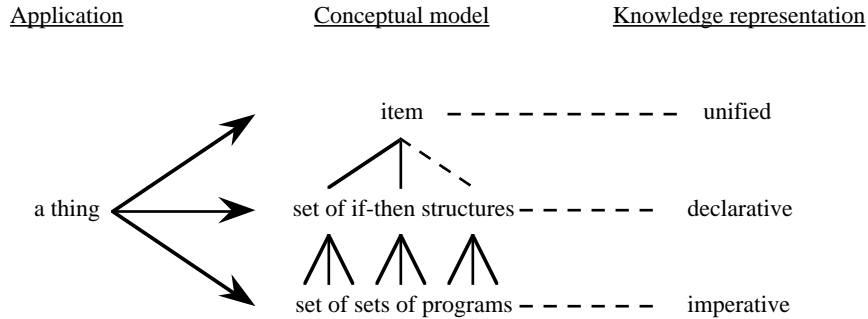 Application Conceptual model Knowledge representation
item unified
a thing set of if-then structures declarative
set of sets of programs imperative